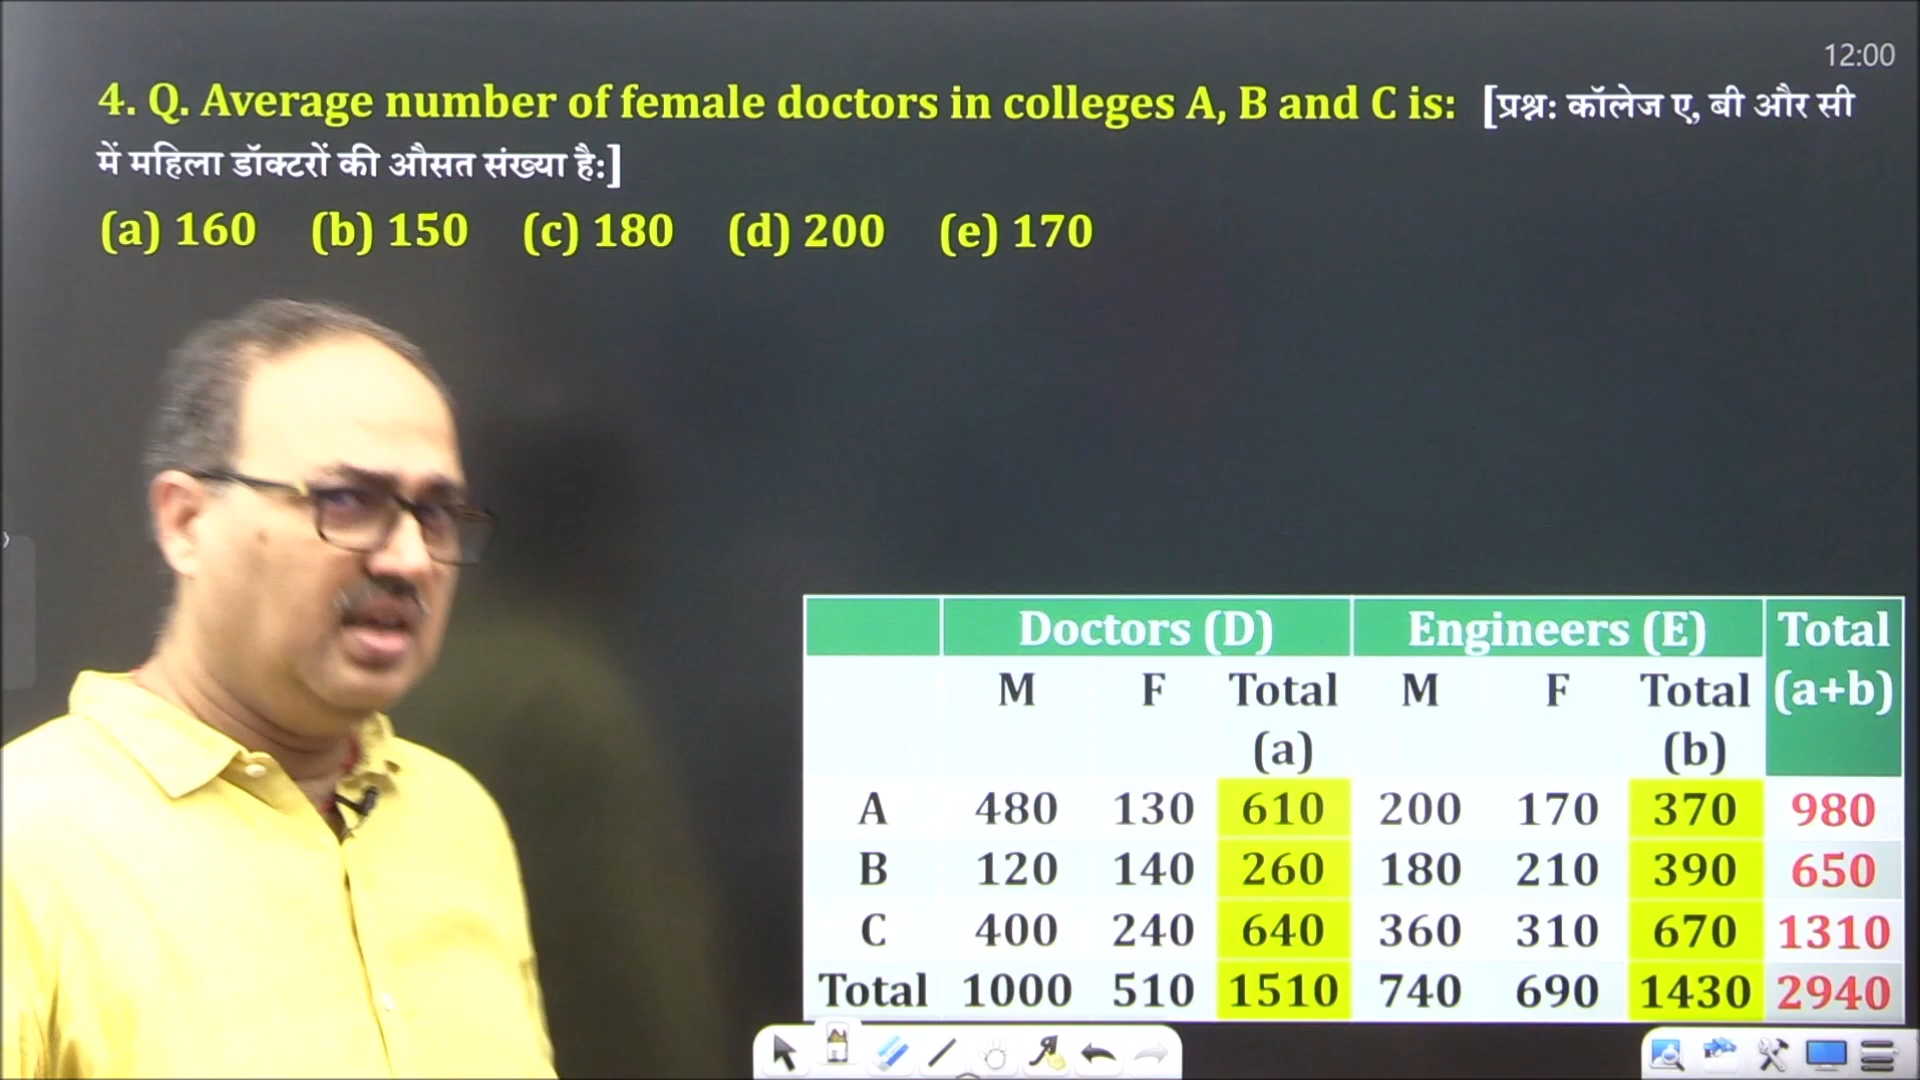 12:00
4. Q. Average number of female doctors in colleges A, B and C is: [प्रश्न: कॉलेज ए, बी और सी
में महिला डॉक्टरों की औसत संख्या है:]
(a) 160 (b) 150 (c) 180 (d) 200 (e) 170
Doctors (D) Engineers (E) Total
M F Total M F Total (a+b)
(a) (b)
A 480 130 610 200 170 370 980
B 120 140 260 180 210 390 650
C 400 240 640 360 310 670 1310
Total 1000 510 1510 740 690 1430 2940